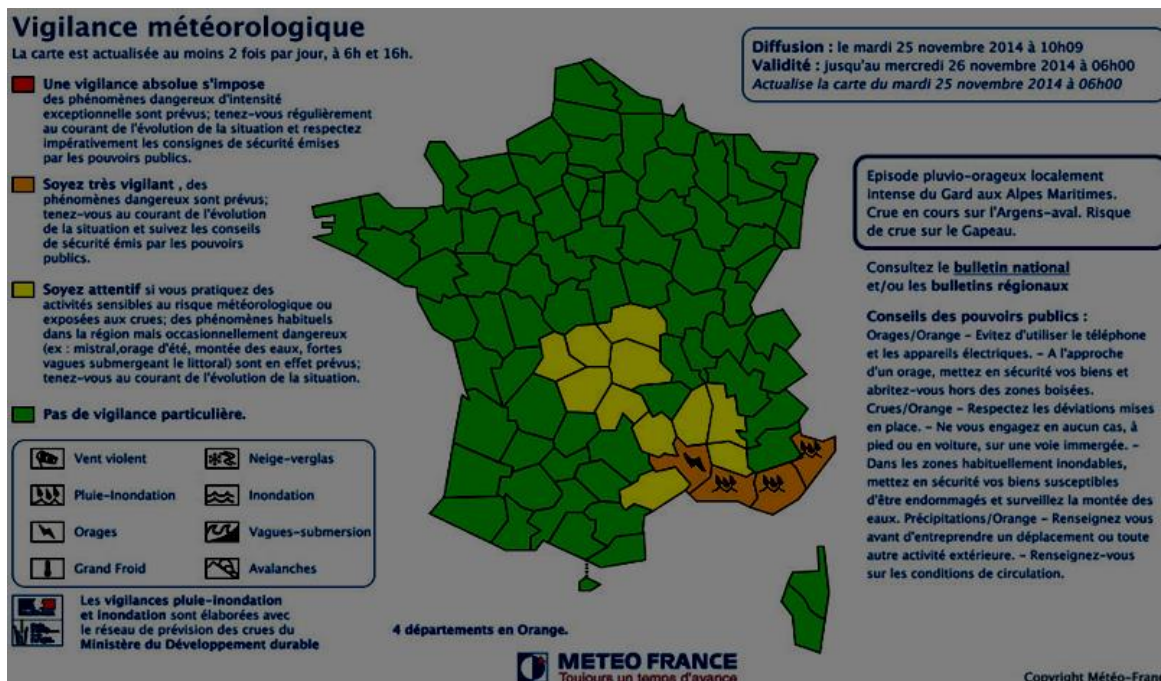 Vigilance météorologique
La carte est actualisée au moins 2 fois par jour, à 6h et 16h.
Une vigilance absolue s'impose
des phénomènes dangereux d'intensité
exceptionnelle sont prévus; tenez-vous régulièrement
au courant de l'évolution de la situation et respectez
impérativement les consignes de sécurité émises
par les pouvoirs publics.
Soyez très vigilant , des
phénomènes dangereux sont prévus;
tenez-vous au courant de l'évolution
de la situation et suivez les conseils
de sécurité émis par les pouvoirs
publics.
Soyez attentif si vous pratiquez des
activités sensibles au risque météorologique ou
exposées aux crues; des phénomènes habituels
dans la région mais occasionnellement dangereux
(ex : mistral,orage d'été, montée des eaux, fortes
vagues submergeant le littoral) sont en effet prévus;
tenez-vous au courant de l'évolution de la situation.
Pas de vigilance particulière.
Vent violent
Neige-verglas
Pluie-Inondation
Inondation
Orages
Vagues-submersion
Grand Froid
Avalanches
Les vigilances pluie-inondation
et inondation sont élaborées avec
le réseau de prévision des crues du
Ministère du Développement durable
4 départements en Orange.
METEO FRANCE
Toujours un temps d'avance
Diffusion : le mardi 25 novembre 2014 à 10h09
Validité : jusqu'au mercredi 26 novembre 2014 à 06h00
Actualise la carte du mardi 25 novembre 2014 à 06h00
Episode pluvio-orageux localement
intense du Gard aux Alpes Maritimes.
Crue en cours sur l'Argens-aval. Risque
de crue sur le Gapeau.
Consultez le bulletin national
et/ou les bulletins régionaux
Conseils des pouvoirs publics :
Orages/Orange – Evitez d'utiliser le téléphone
et les appareils électriques. – A l'approche
d'un orage, mettez en sécurité vos biens et
abritez-vous hors des zones boisées.
Crues/Orange – Respectez les déviations mises
en place. – Ne vous engagez en aucun cas, à
pied ou en voiture, sur une voie immergée. –
Dans les zones habituellement inondables,
mettez en sécurité vos biens susceptibles
d'être endommagés et surveillez la montée des
eaux. Précipitations/Orange – Renseignez vous
avant d'entreprendre un déplacement ou toute
autre activité extérieure. – Renseignez-vous
sur les conditions de circulation.
Copyright Météo-Franc